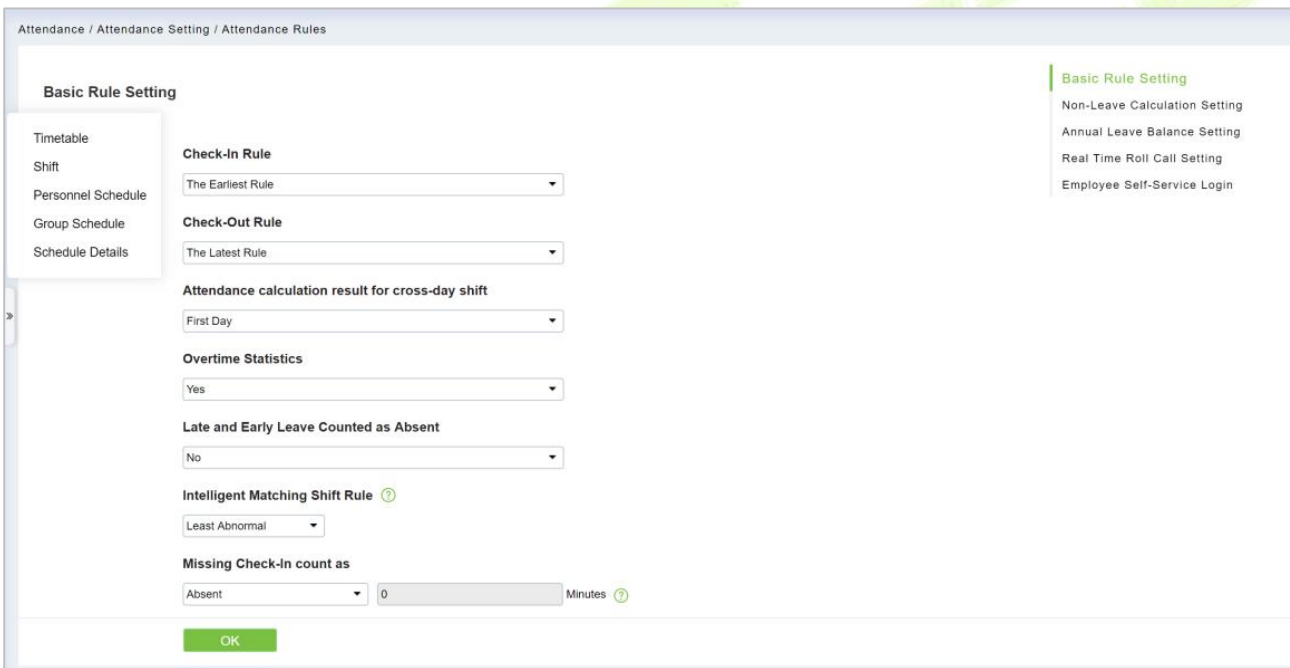 Attendance / Attendance Setting / Attendance Rules
Basic Rule Setting
Timetable
Shift
Personnel Schedule
Group Schedule
Schedule Details
»
Check-In Rule
The Earliest Rule
Check-Out Rule
The Latest Rule
Attendance calculation result for cross-day shift
First Day
Overtime Statistics
Yes
Late and Early Leave Counted as Absent
No
Intelligent Matching Shift Rule ?
Least Abnormal
Missing Check-In count as
Absent 0 Minutes ?
OK
Basic Rule Setting
Non-Leave Calculation Setting
Annual Leave Balance Setting
Real Time Roll Call Setting
Employee Self-Service Login